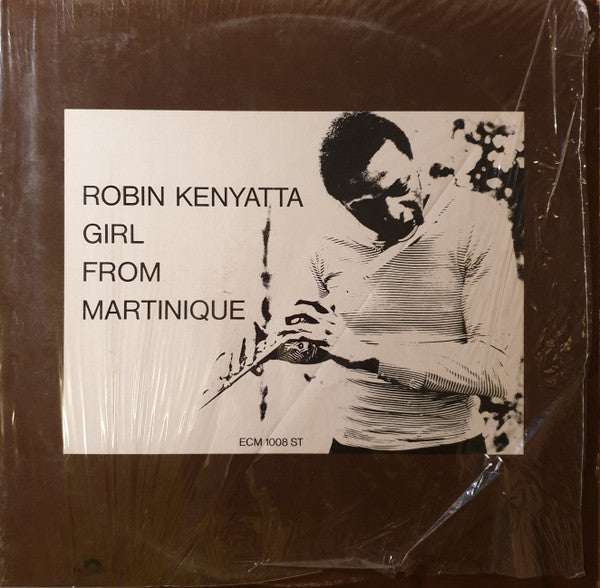 ROBIN KENYATTA
GIRL
FROM
MARTINIQUE
ECM 1008 ST